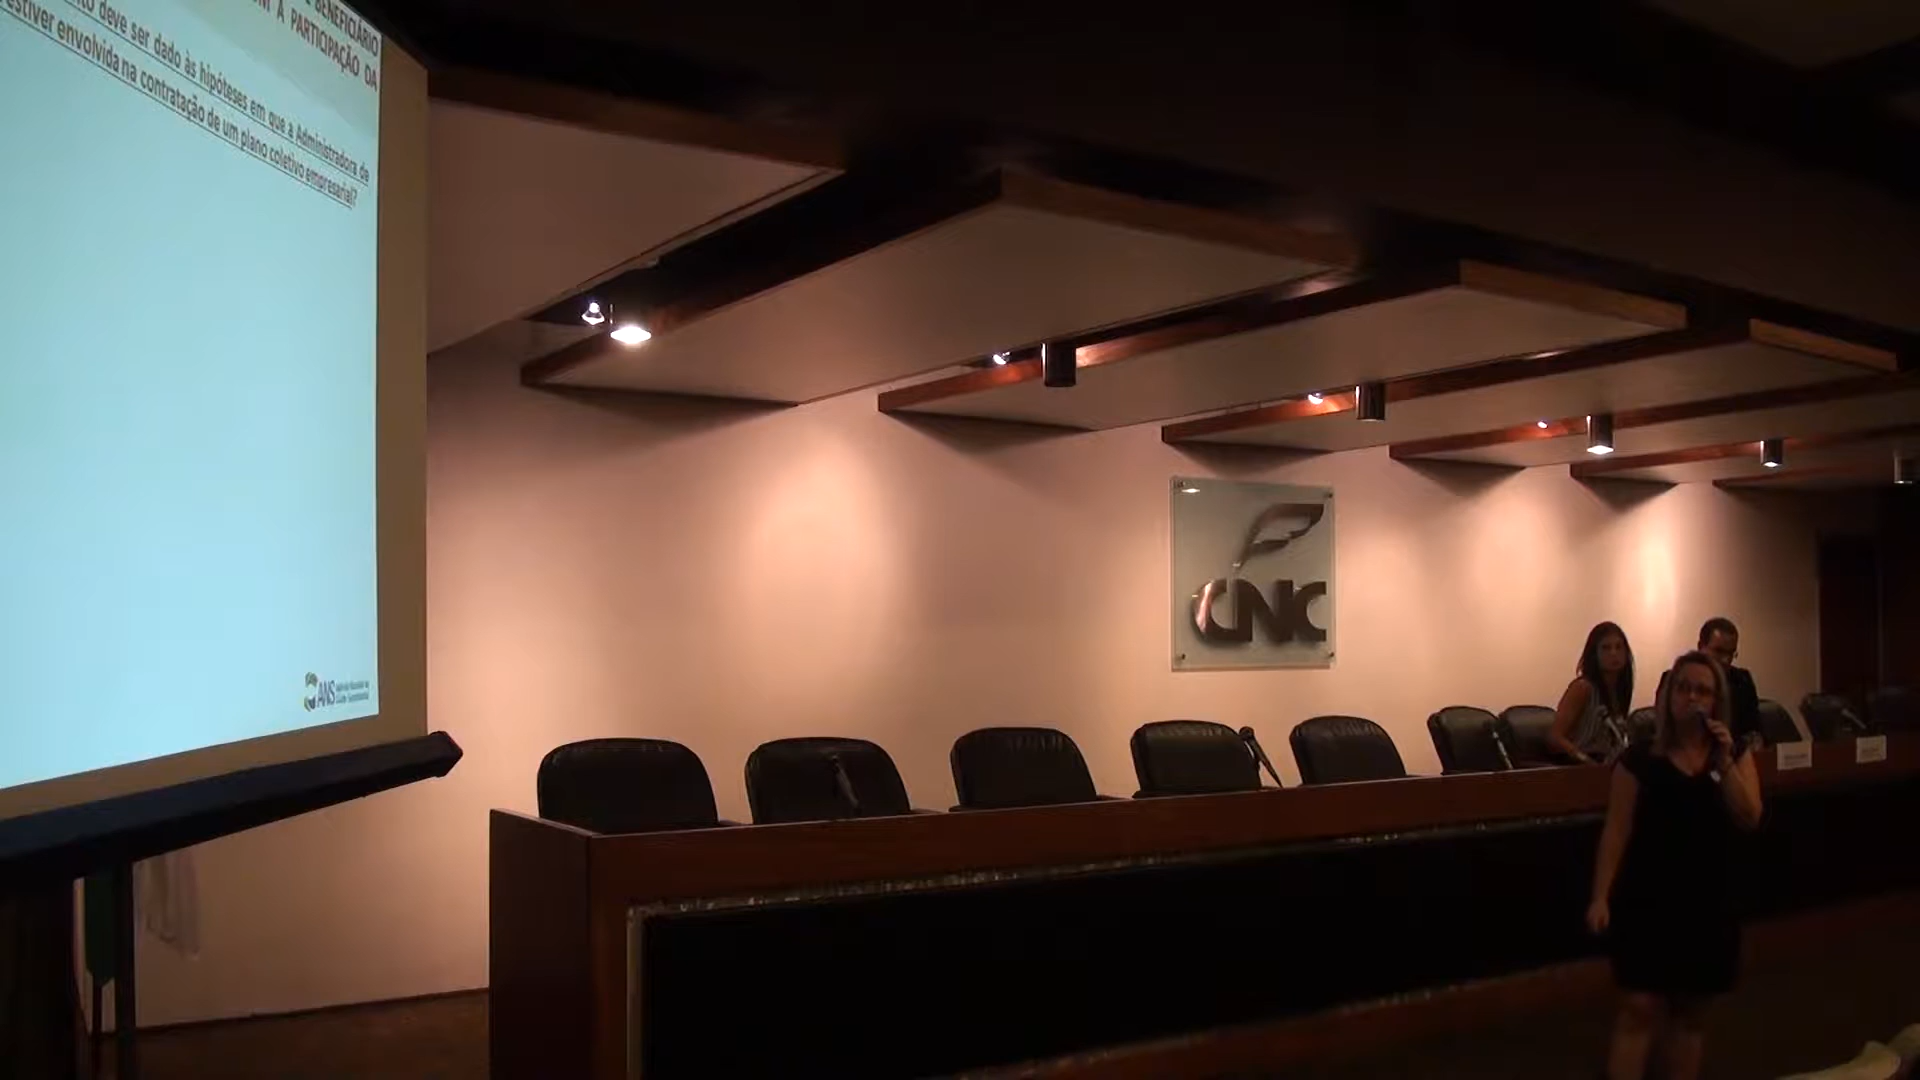 E BENEFICIÁRIO
A PARTICIPAÇÃO DA
deve ser dado às hipóteses em que a Administradora de
estiver envolvida na contratação de um plano coletivo empresarial?
ANS
CNC